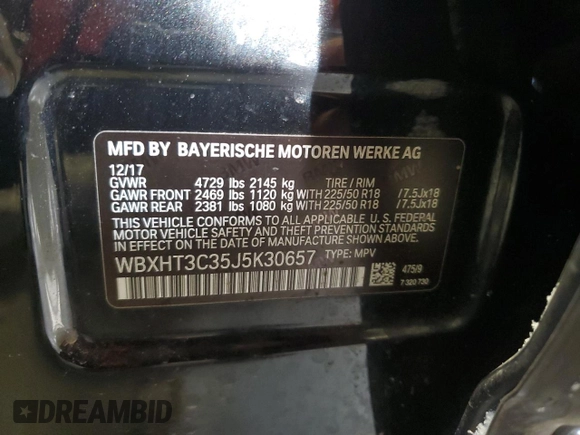 MFD BY BAYERISCHE MOTOREN WERKE AG
12/17
GVWR 4729 lbs 2145 kg TIRE / RIM
GAWR FRONT 2469 lbs 1120 kg WITH 225/50 R18 /7.5Jx18
GAWR REAR 2381 lbs 1080 kg WITH 225/50 R18 /7.5Jx18
THIS VEHICLE CONFORMS TO ALL APPLICABLE U.S. FEDERAL
SAFETY AND THEFT PREVENTION STANDARDS IN EFFECT ON
THE DATE OF MANUFACTURE SHOWN ABOVE.
WBXHT3C35J5K30657 TYPE: MPV
475/9
7 320 730
DREAMBID